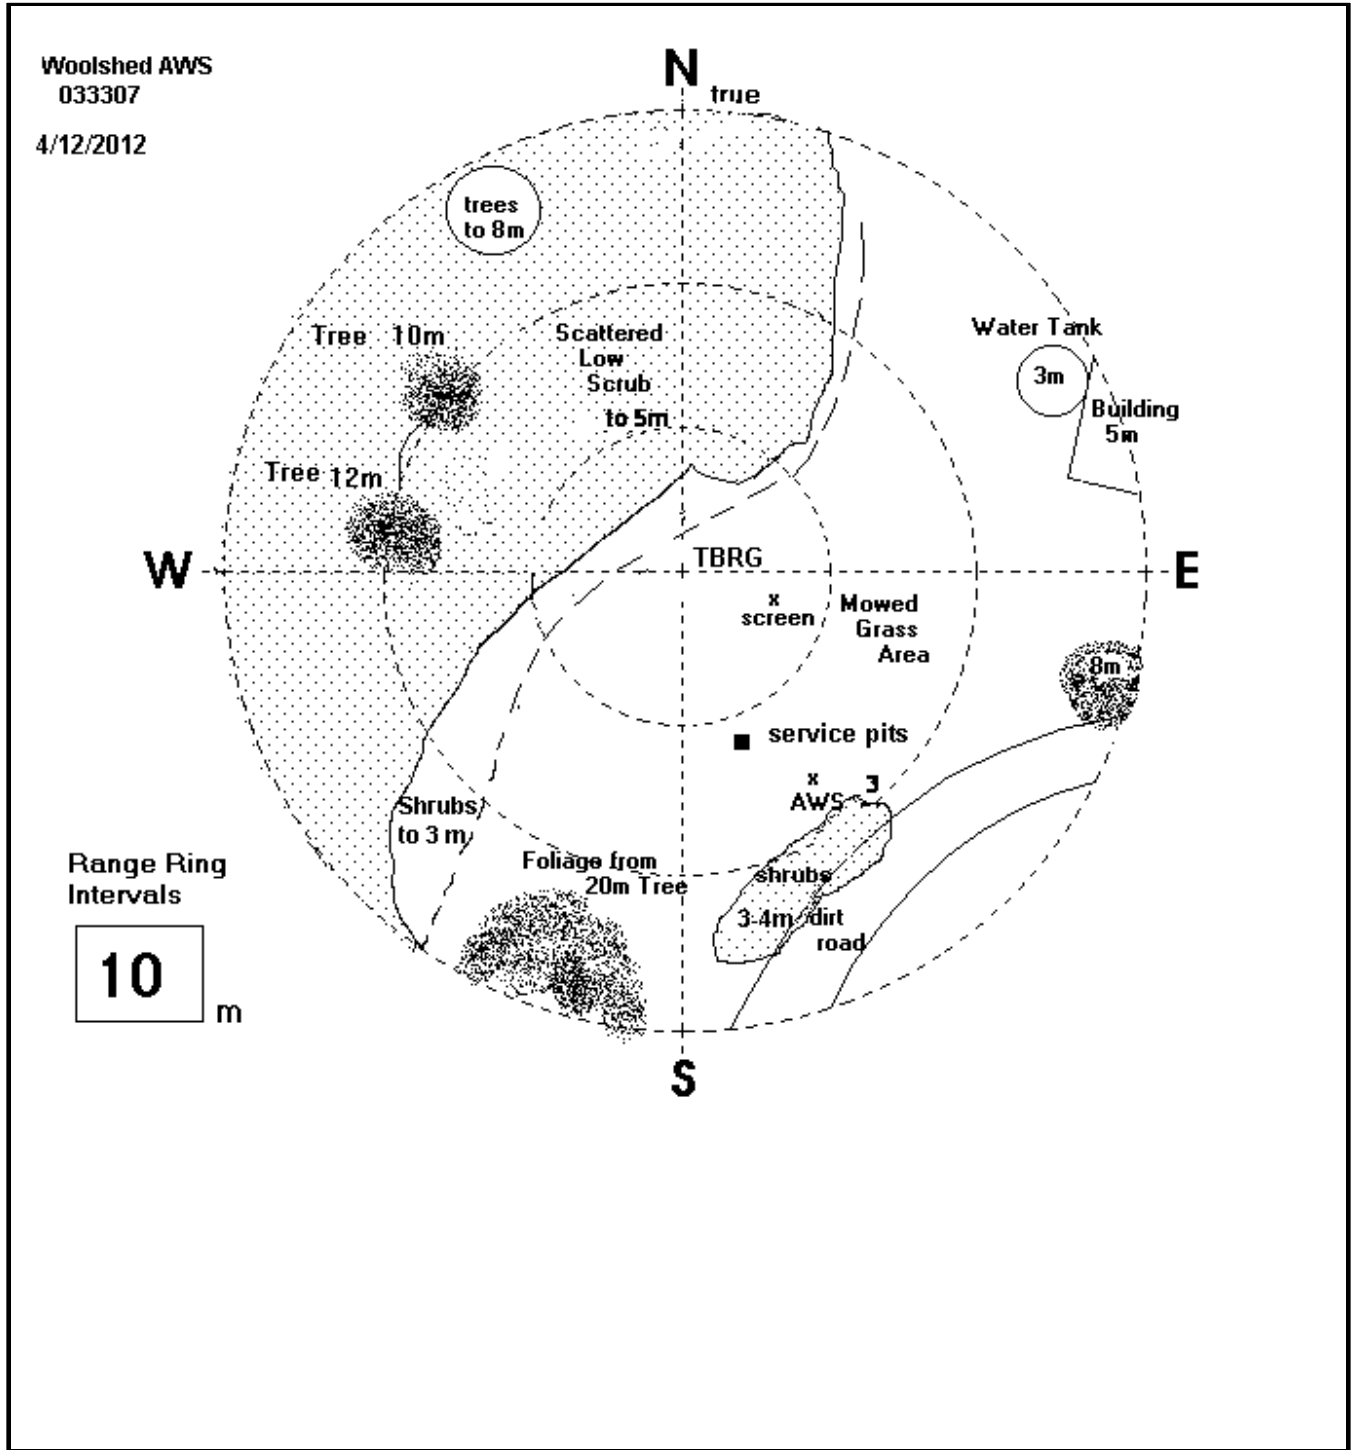 Woolshed AWS
033307
4/12/2012
N
true
trees
to 8m
Tree 10m
Scattered
Low
Scrub
to 5m
Water Tank
3m
Building
5m
Tree 12m
W
TBRG
E
x
screen
Mowed
Grass
Area
8m
service pits
x
AWS
3
Shrubs
to 3 m
Foliage from
20m Tree
shrubs
3-4m
dirt
road
Range Ring
Intervals
10
m
S